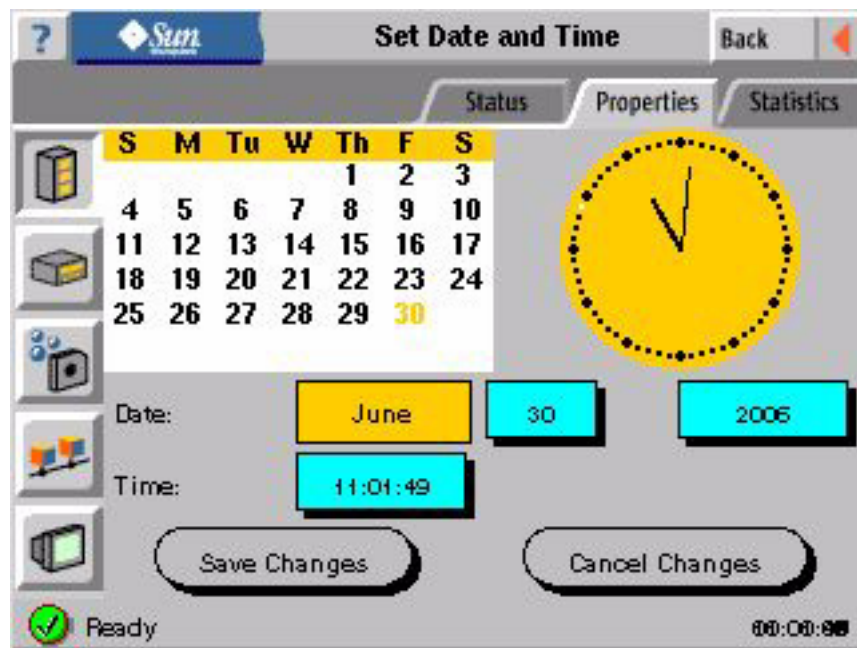 ? Sun Set Date and Time Back
Status Properties Statistics
S M Tu W Th F S
1 2 3
4 5 6 7 8 9 10
11 12 13 14 15 16 17
18 19 20 21 22 23 24
25 26 27 28 29 30
Date: June 30 2006
Time: 11:01:49
Save Changes Cancel Changes
Ready